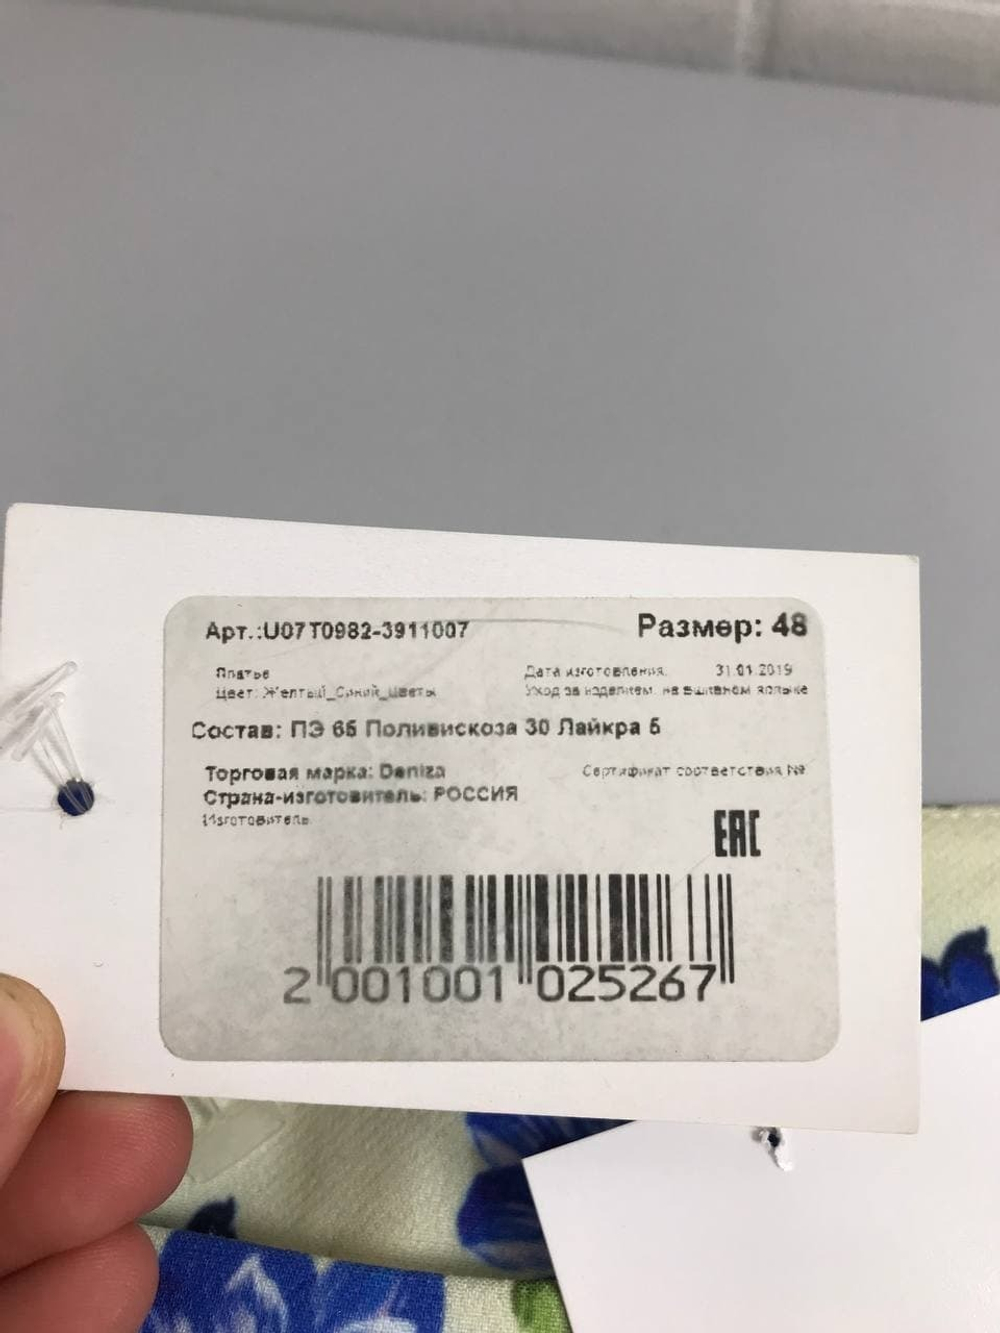 Арт.:U07T0982-3911007
Размер: 48
Платье
Дата изготовления: 31.01.2019
Цвет: Желтый_Синий_цветы
Уход за изделием: на вшивном ярлыке
Состав: ПЭ 65 Поливискоза 30 Лайкра 5
Торговая марка: Deniza
Сертификат соответствия №
Страна-изготовитель: РОССИЯ
Изготовитель:
EAC
2 001001 025267